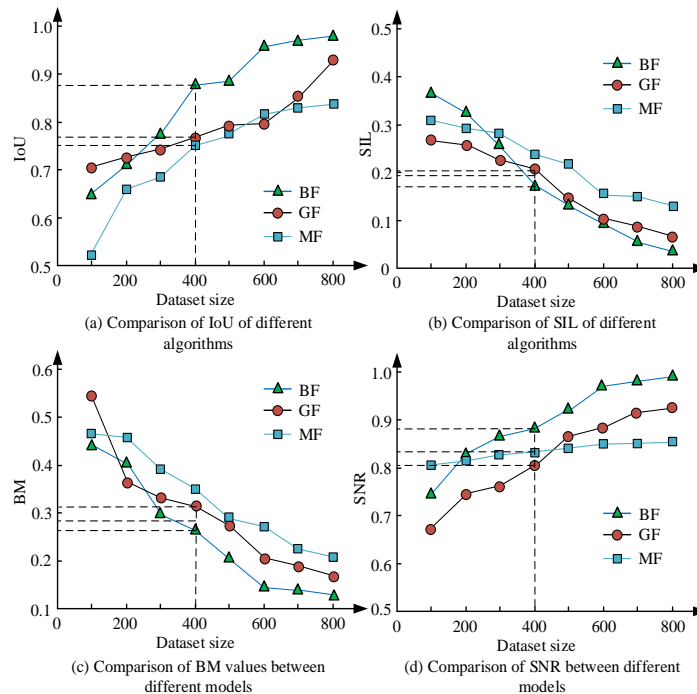 1.0
0.9
0.8
0.7
0.6
0.5
IoU
BF
GF
MF
0 200 400 600 800
Dataset size
(a) Comparison of IoU of different
algorithms
0.5
0.4
0.3
0.2
0.1
0
SIL
BF
GF
MF
0 200 400 600 800
Dataset size
(b) Comparison of SIL of different
algorithms
0.6
0.5
0.4
0.3
0.2
0.1
BM
BF
GF
MF
0 200 400 600 800
Dataset size
(c) Comparison of BM values between
different models
1.0
0.9
0.8
0.7
0.6
0.5
SNR
BF
GF
MF
0 200 400 600 800
Dataset size
(d) Comparison of SNR between different
models